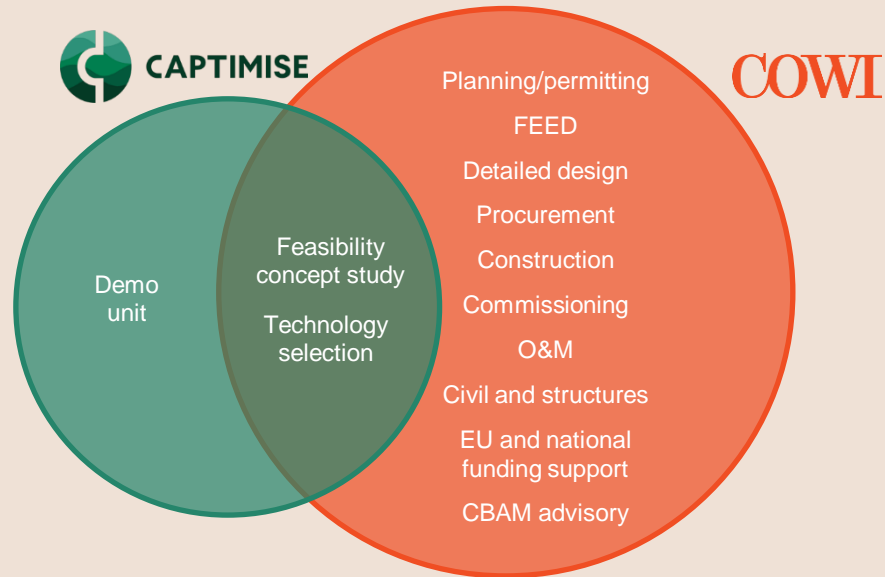 CAPTIMISE
COWI
Demo
unit
Feasibility
concept study
Technology
selection
Planning/permitting
FEED
Detailed design
Procurement
Construction
Commissioning
O&M
Civil and structures
EU and national
funding support
CBAM advisory